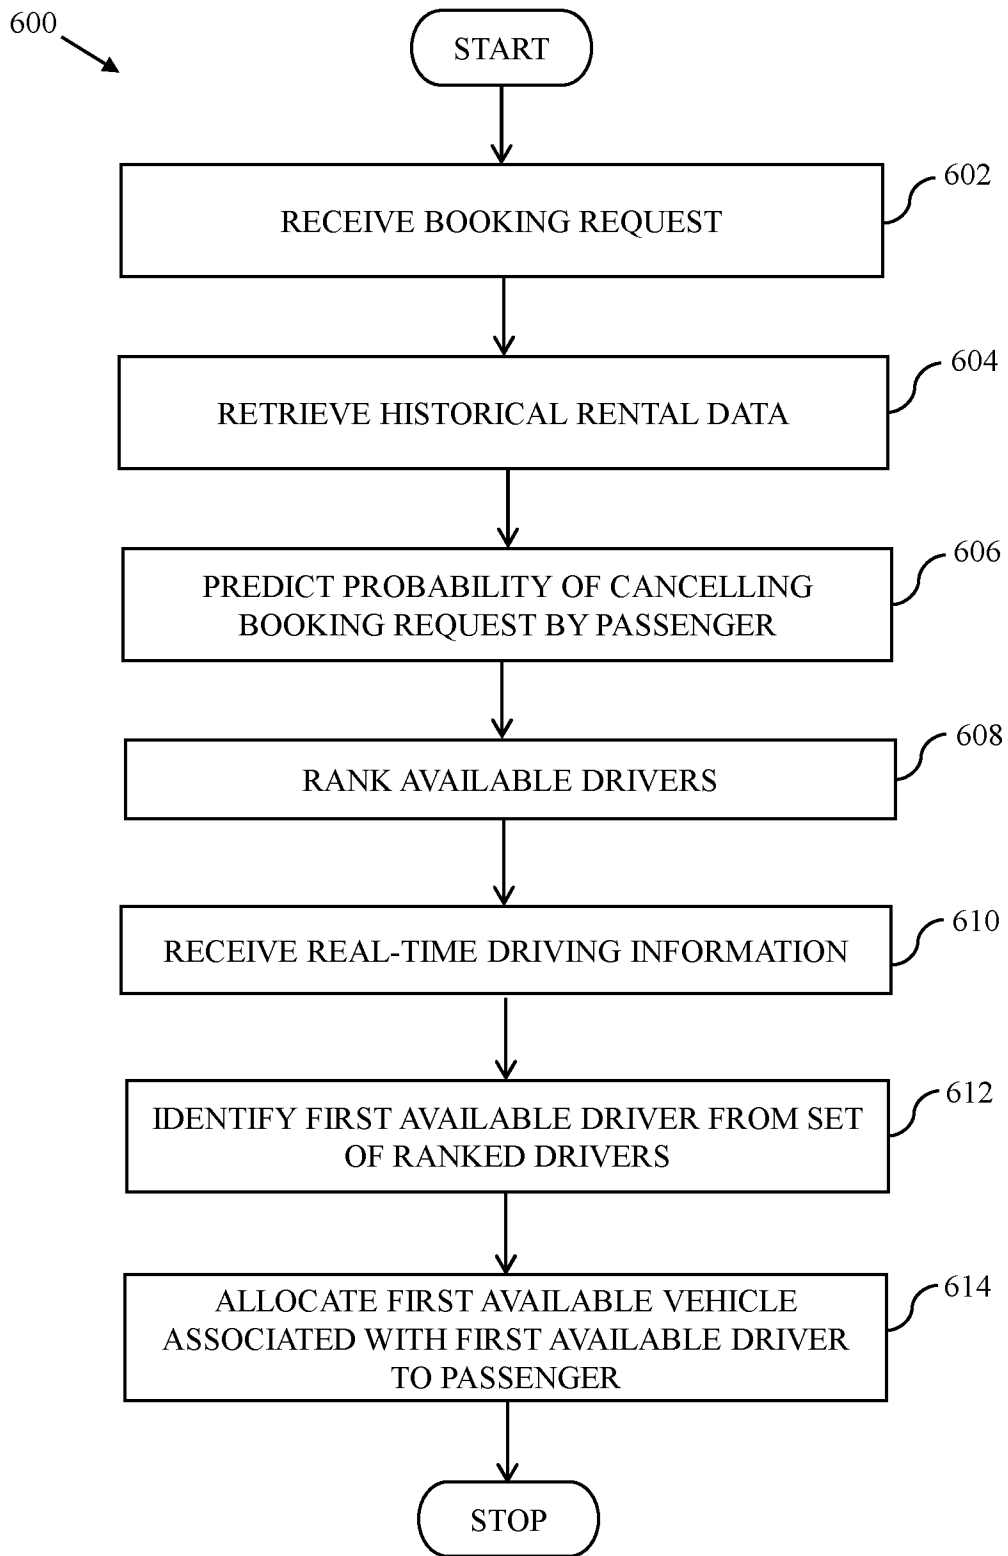 600
START
602
RECEIVE BOOKING REQUEST
604
RETRIEVE HISTORICAL RENTAL DATA
606
PREDICT PROBABILITY OF CANCELLING
BOOKING REQUEST BY PASSENGER
608
RANK AVAILABLE DRIVERS
610
RECEIVE REAL-TIME DRIVING INFORMATION
612
IDENTIFY FIRST AVAILABLE DRIVER FROM SET
OF RANKED DRIVERS
614
ALLOCATE FIRST AVAILABLE VEHICLE
ASSOCIATED WITH FIRST AVAILABLE DRIVER
TO PASSENGER
STOP